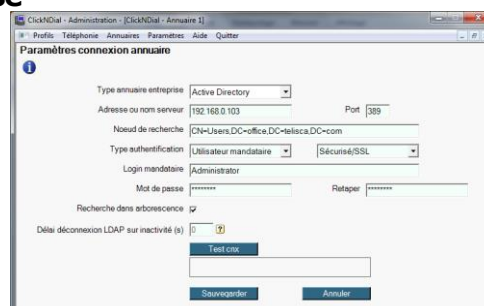 se
ClickNDial - Administration - [ClickNDial - Annuaire 1]
Profils Téléphonie Annuaires Paramètres Aide Quitter
Paramètres connexion annuaire
Type annuaire entreprise Active Directory
Adresse ou nom serveur 192.168.0.103 Port 389
Noeud de recherche CN=Users,DC=office,DC=telisca,DC=com
Type authentification Utilisateur mandataire Sécurisé/SSL
Login mandataire Administrator
Mot de passe ******** Retaper ********
Recherche dans arborescence
Délai déconnexion LDAP sur inactivité (s) 0 ?
Test cnx
Sauvegarder Annuler